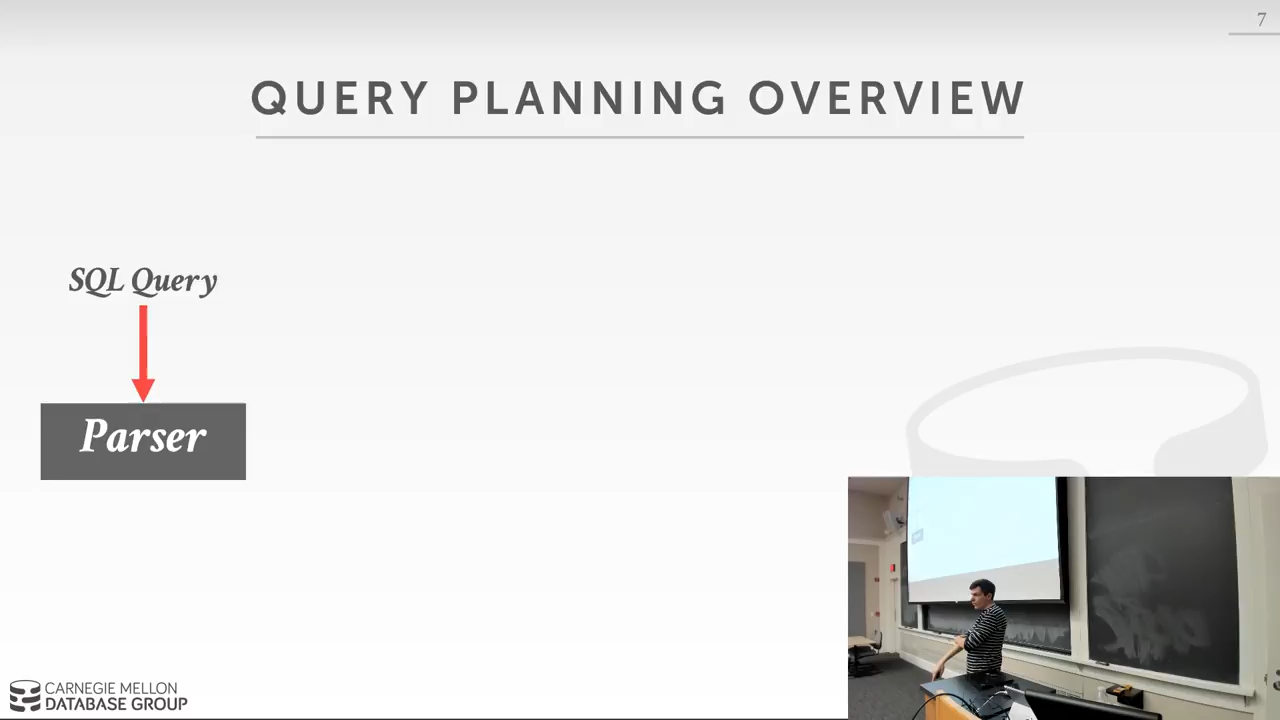 7
QUERY PLANNING OVERVIEW
SQL Query
Parser
CARNEGIE MELLON
DATABASE GROUP